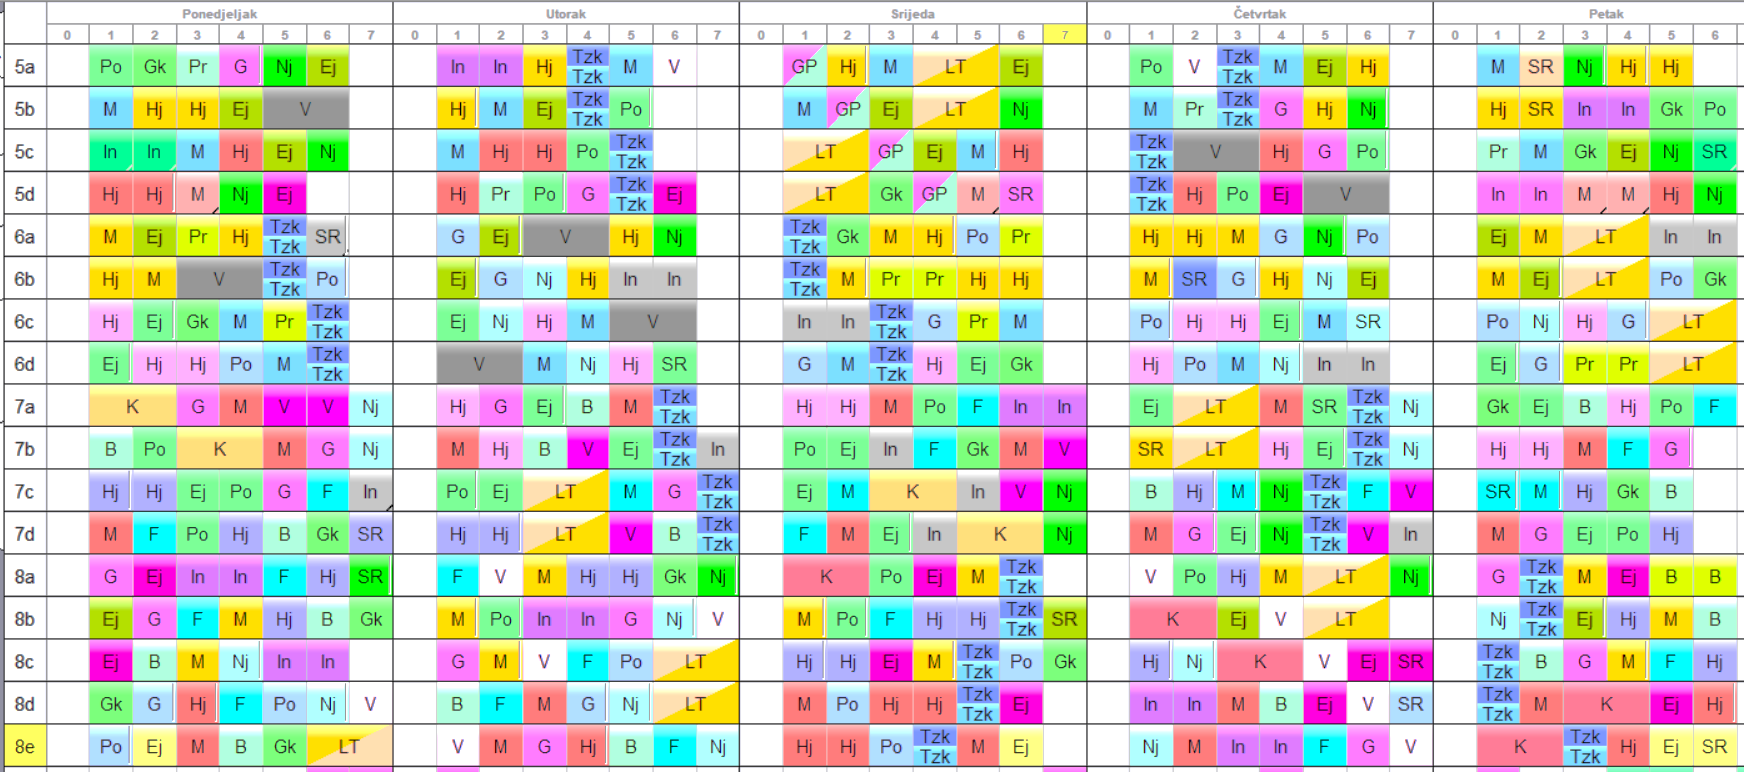 Ponedjeljak Utorak Srijeda Četvrtak Petak
0 1 2 3 4 5 6 7 0 1 2 3 4 5 6 7 0 1 2 3 4 5 6 7 0 1 2 3 4 5 6 7 0 1 2 3 4 5 6
5a Po Gk Pr G Nj Ej In In Hj Tzk Tzk M V GP Hj M LT Ej Po V Tzk Tzk M Ej Hj M SR Nj Hj Hj
5b M Hj Hj Ej V Hj M Ej Tzk Tzk Po M GP Ej LT Nj M Pr Tzk Tzk G Hj Nj Hj SR In In Gk Po
5c In In M Hj Ej Nj M Hj Hj Po Tzk Tzk LT GP Ej M Hj Tzk Tzk V Hj G Po Pr M Gk Ej Nj SR
5d Hj Hj M Nj Ej Hj Pr Po G Tzk Tzk Ej LT Gk GP M SR Tzk Tzk Hj Po Ej V In In M M Hj Nj
6a M Ej Pr Hj Tzk Tzk SR G Ej V Hj Nj Tzk Tzk Gk M Hj Po Pr Hj Hj M G Nj Po Ej M LT In In
6b Hj M V Tzk Tzk Po Ej G Nj Hj In In Tzk Tzk M Pr Pr Hj Hj M SR G Hj Nj Ej M Ej LT Po Gk
6c Hj Ej Gk M Pr Tzk Tzk Ej Nj Hj M V In In Tzk Tzk G Pr M Po Hj Hj Ej M SR Po Nj Hj G LT
6d Ej Hj Hj Po M Tzk Tzk V M Nj Hj SR G M Tzk Tzk Hj Ej Gk Hj Po M Nj In In Ej G Pr Pr LT
7a K G M V V Nj Hj G Ej B M Tzk Tzk Hj Hj M Po F In In Ej LT M SR Tzk Tzk Nj Gk Ej B Hj Po F
7b B Po K M G Nj M Hj B V Ej Tzk Tzk In Po Ej In F Gk M V SR LT Hj Ej Tzk Tzk Nj Hj Hj M F G
7c Hj Hj Ej Po G F In Po Ej LT M G Tzk Tzk Ej M K In V Nj B Hj M Nj Tzk Tzk F V SR M Hj Gk B
7d M F Po Hj B Gk SR Hj Hj LT V B Tzk Tzk F M Ej In K Nj M G Ej Nj Tzk Tzk V In M G Ej Po Hj
8a G Ej In In F Hj SR F V M Hj Hj Gk Nj K Po Ej M Tzk Tzk V Po Hj M LT Nj G Tzk Tzk M Ej B B
8b Ej G F M Hj B Gk M Po In In G Nj V M Po F Hj Hj Tzk Tzk SR K Ej V LT Nj Tzk Tzk Ej Hj M B
8c Ej B M Nj In In G M V F Po LT Hj Hj Ej M Tzk Tzk Po Gk Hj Nj K V Ej SR Tzk Tzk B G M F Hj
8d Gk G Hj F Po Nj V B F M G Nj LT M Po Hj Hj Tzk Tzk Ej In In M B Ej V SR Tzk Tzk M K Ej Hj
8e Po Ej M B Gk LT V M G Hj B F Nj Hj Hj Po Tzk Tzk M Ej Nj M In In F G V K Tzk Tzk Hj Ej SR